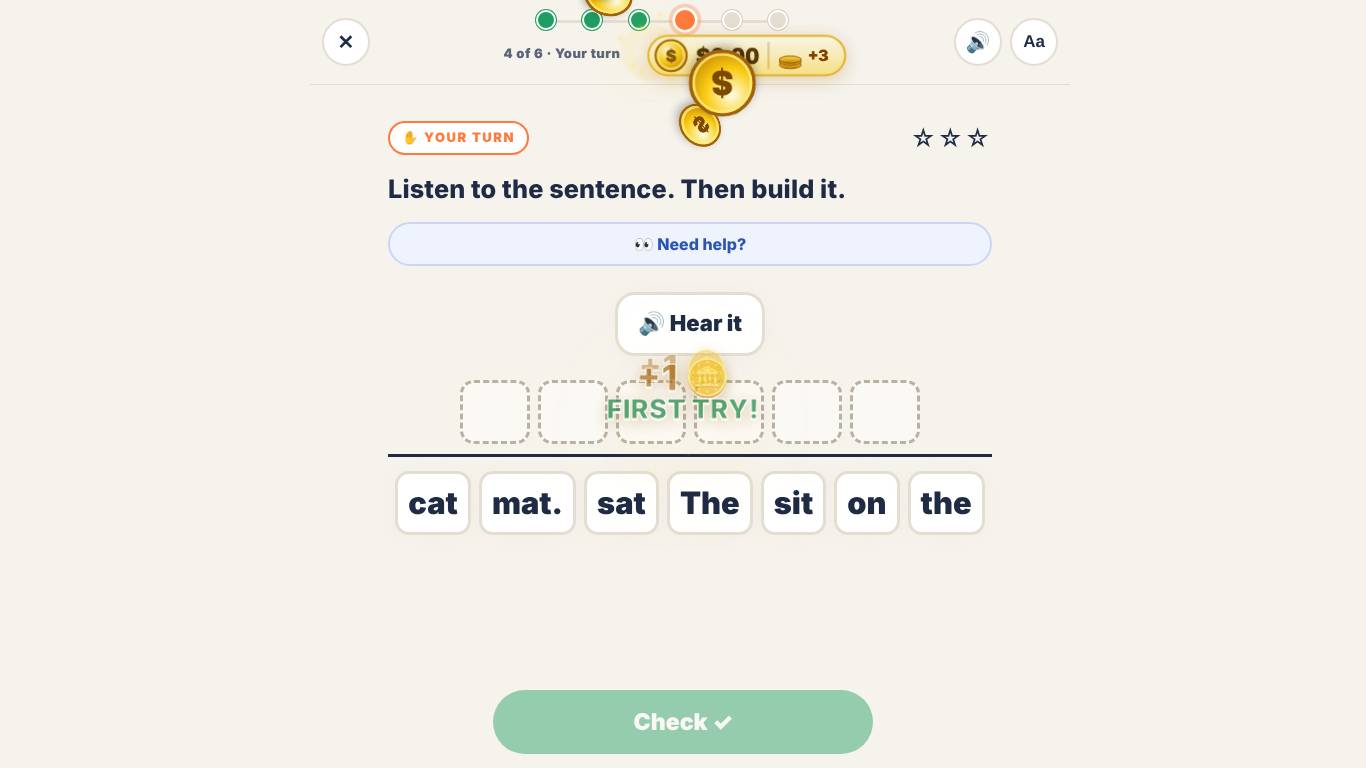 4 of 6 · Your turn
+3
YOUR TURN
Listen to the sentence. Then build it.
Need help?
Hear it
+1
FIRST TRY!
cat mat. sat The sit on the
Check ✓
Aa